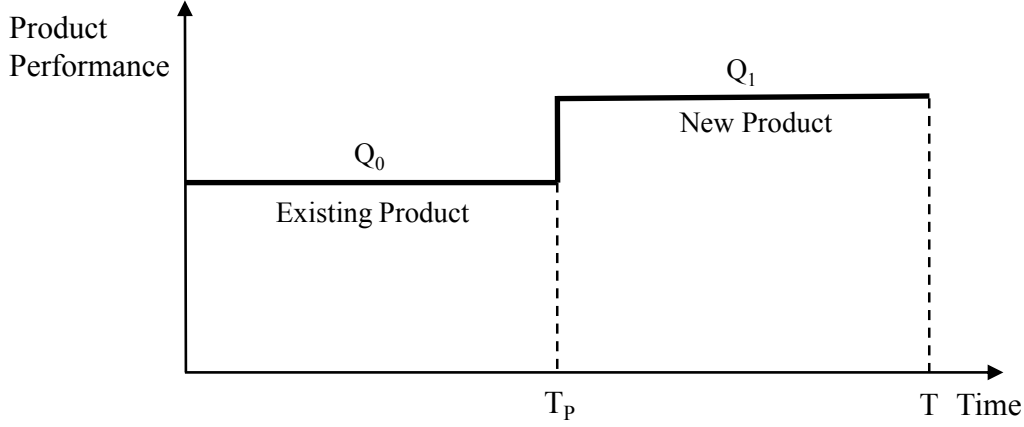 Product
Performance
Q₁
New Product
Q₀
Existing Product
Tₚ
T
Time